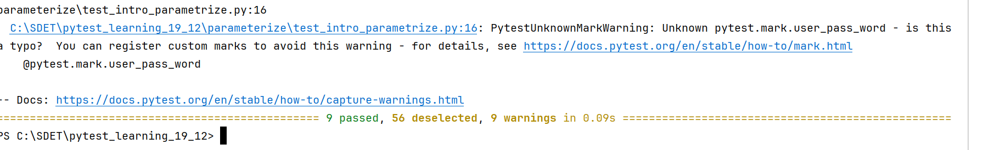 parameterize\test_intro_parametrize.py:16
C:\SDET\pytest_learning_19_12\parameterize\test_intro_parametrize.py:16: PytestUnknownMarkWarning: Unknown pytest.mark.user_pass_word - is this
a typo?  You can register custom marks to avoid this warning - for details, see https://docs.pytest.org/en/stable/how-to/mark.html
@pytest.mark.user_pass_word
-- Docs: https://docs.pytest.org/en/stable/how-to/capture-warnings.html
================================================= 9 passed, 56 deselected, 9 warnings in 0.09s ==================================================
PS C:\SDET\pytest_learning_19_12>